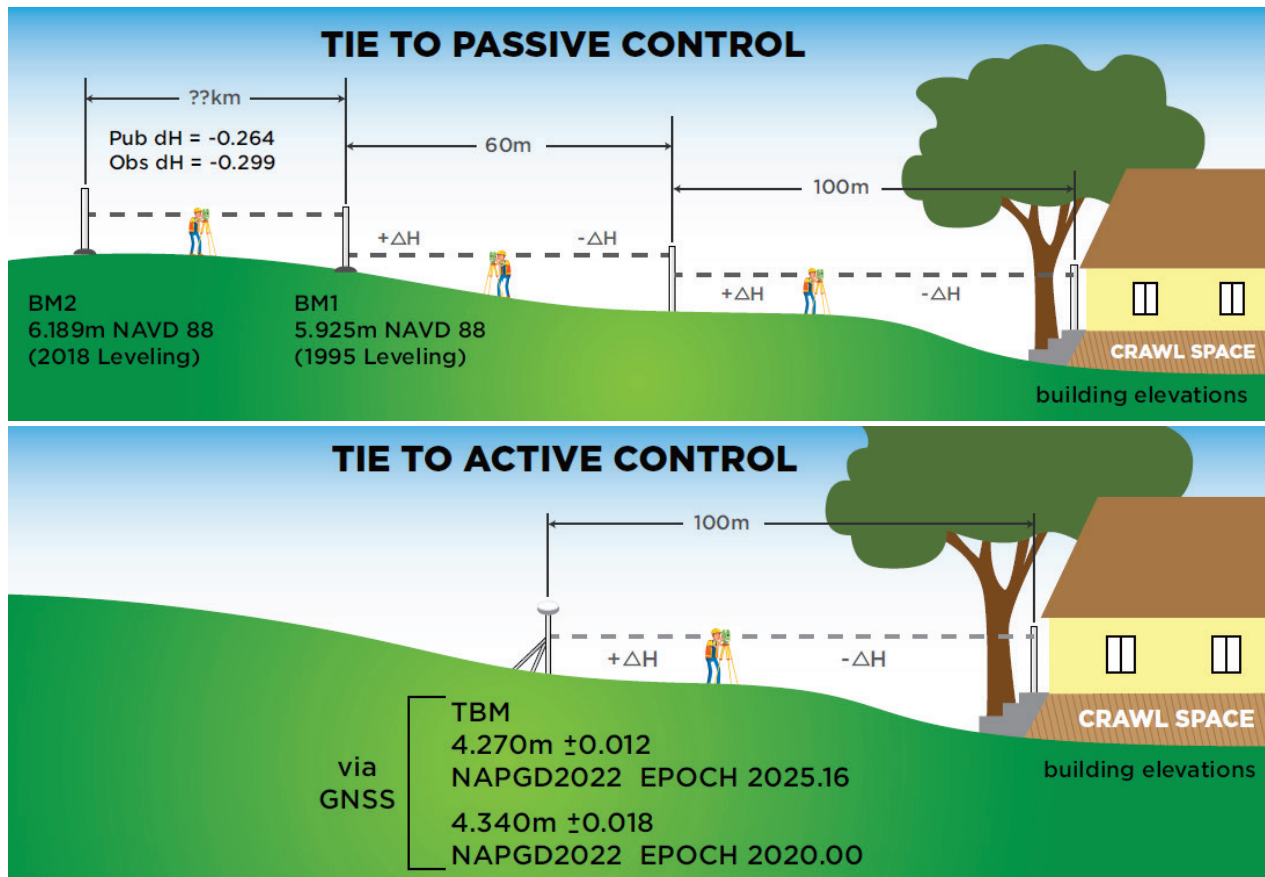 TIE TO PASSIVE CONTROL
??km
Pub dH = -0.264
Obs dH = -0.299
60m
100m
+△H
-△H
+△H
-△H
BM2
6.189m NAVD 88
(2018 Leveling)
BM1
5.925m NAVD 88
(1995 Leveling)
CRAWL SPACE
building elevations
TIE TO ACTIVE CONTROL
100m
+△H
-△H
via
GNSS
TBM
4.270m ±0.012
NAPGD2022 EPOCH 2025.16
4.340m ±0.018
NAPGD2022 EPOCH 2020.00
CRAWL SPACE
building elevations